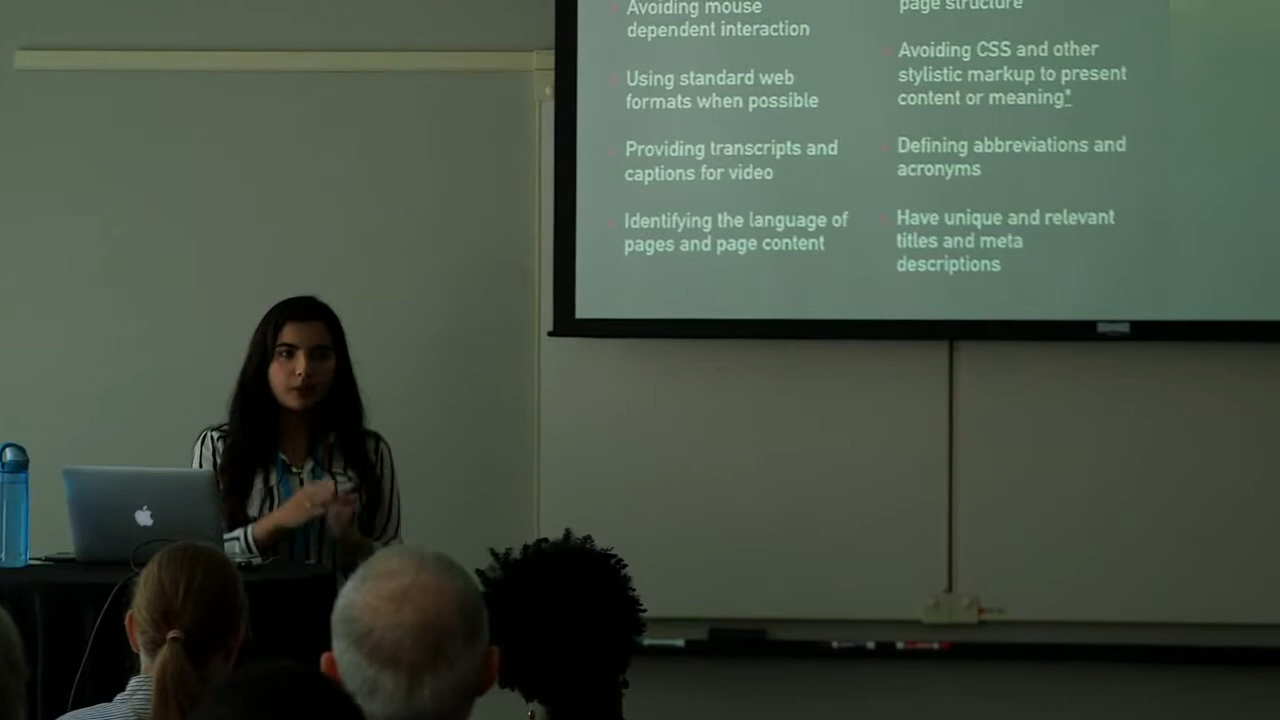 Avoiding mouse
dependent interaction
Using standard web
formats when possible
Providing transcripts and
captions for video
Identifying the language of
pages and page content
page structure
Avoiding CSS and other
stylistic markup to present
content or meaning*
Defining abbreviations and
acronyms
Have unique and relevant
titles and meta
descriptions